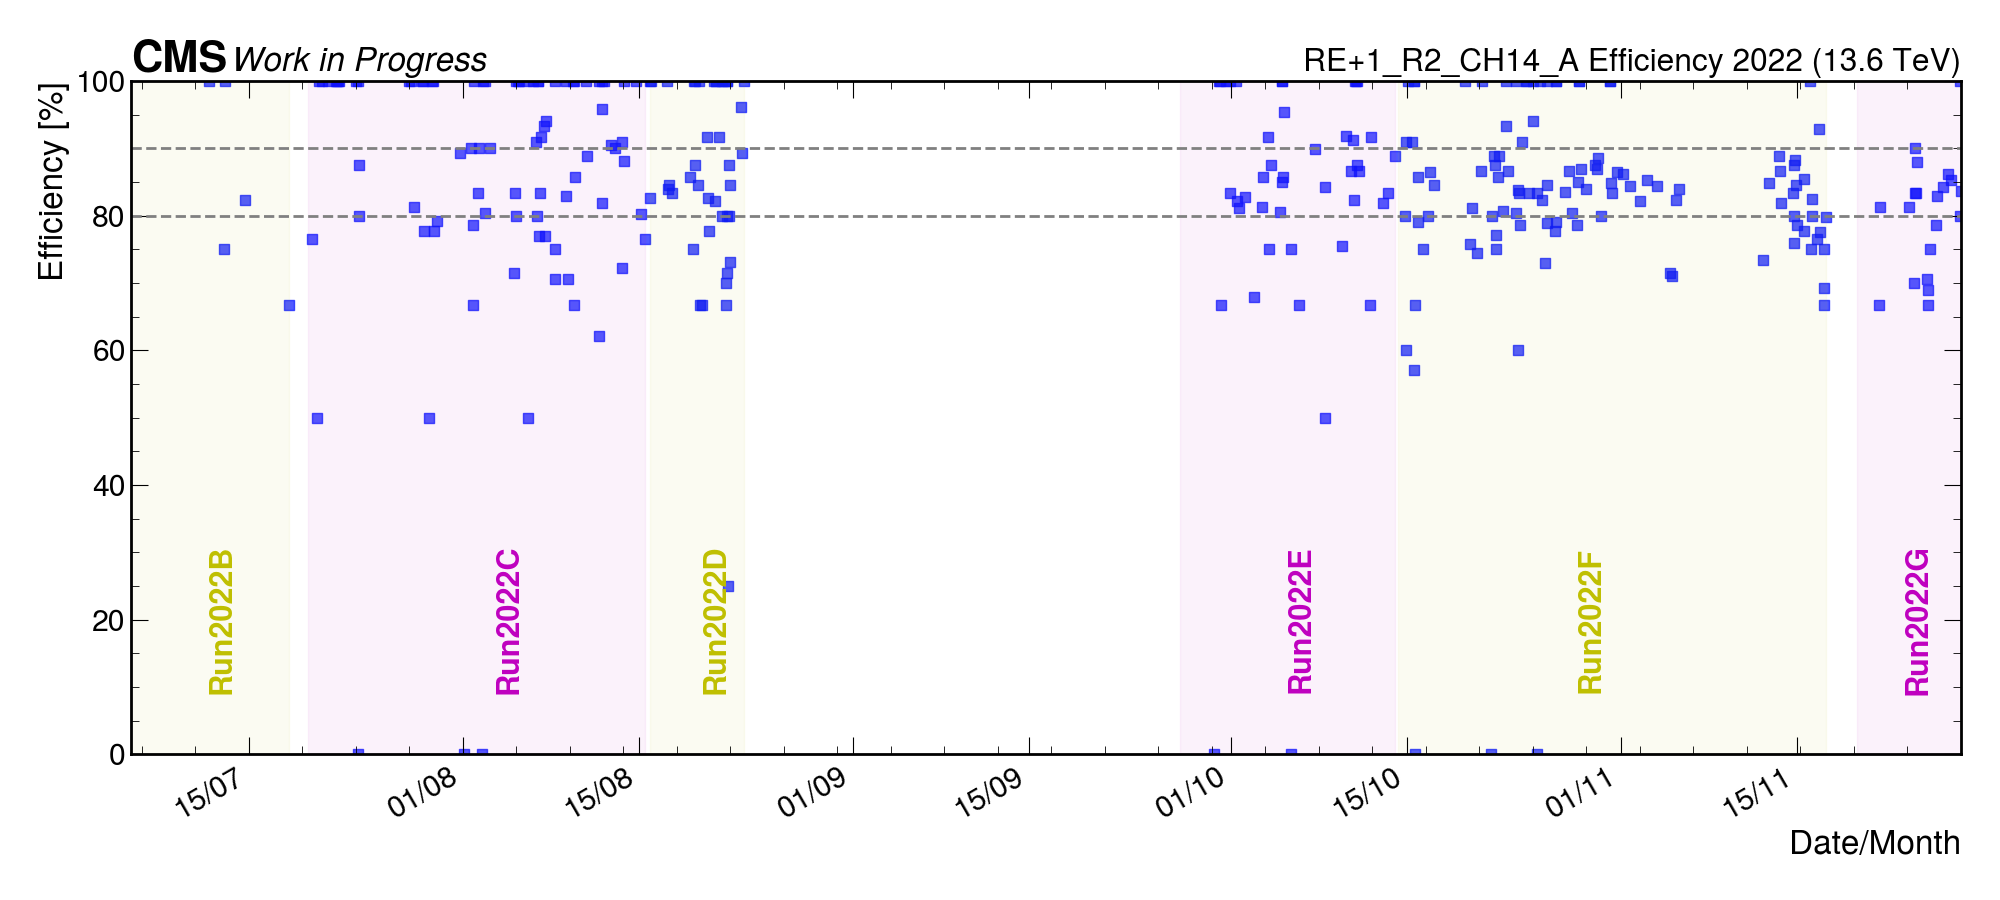 CMS Work in Progress
RE+1_R2_CH14_A Efficiency 2022 (13.6 TeV)
Efficiency [%]
100
80
60
40
20
0
Run2022B
Run2022C
Run2022D
Run2022E
Run2022F
Run2022G
15/07
01/08
15/08
01/09
15/09
01/10
15/10
01/11
15/11
Date/Month